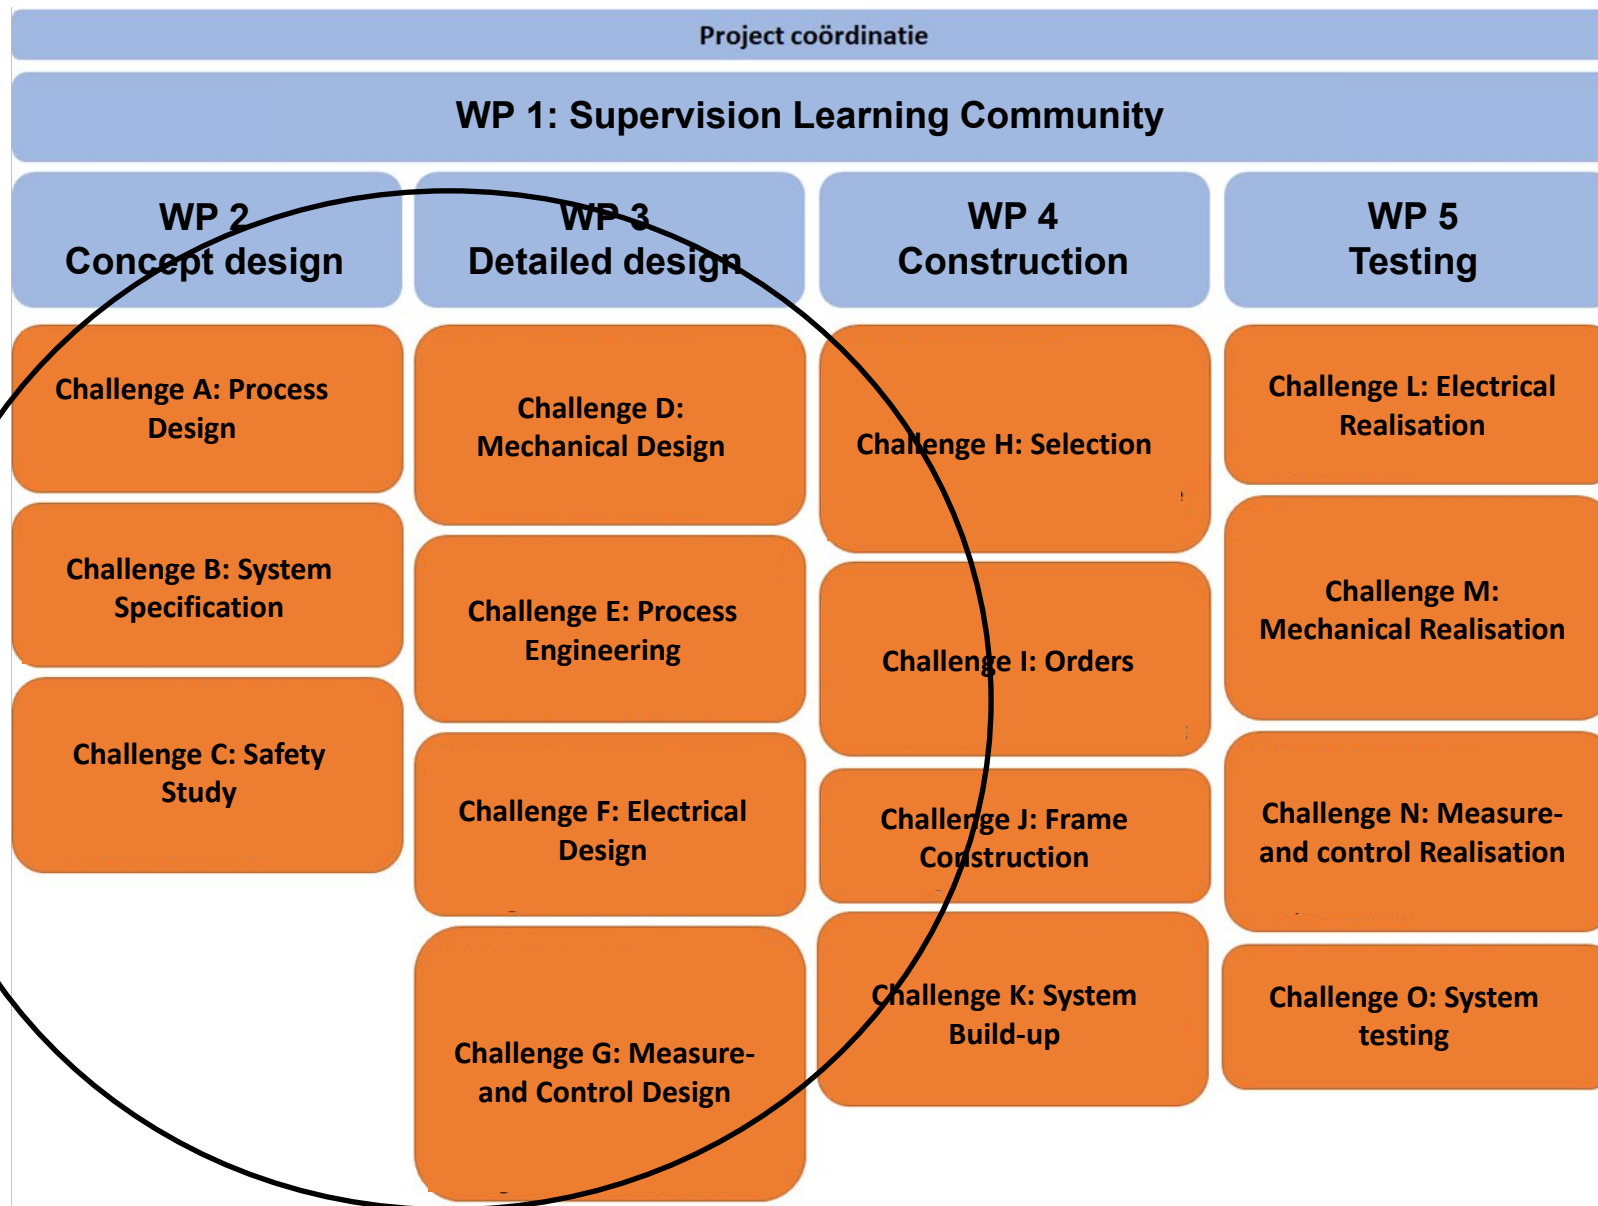 Project coördinatie
WP 1: Supervision Learning Community
WP 2
Concept design
WP 3
Detailed design
WP 4
Construction
WP 5
Testing
Challenge A: Process
Design
Challenge B: System
Specification
Challenge C: Safety
Study
Challenge D:
Mechanical Design
Challenge E: Process
Engineering
Challenge F: Electrical
Design
Challenge G: Measure-
and Control Design
Challenge H: Selection
Challenge I: Orders
Challenge J: Frame
Construction
Challenge K: System
Build-up
Challenge L: Electrical
Realisation
Challenge M:
Mechanical Realisation
Challenge N: Measure-
and control Realisation
Challenge O: System
testing